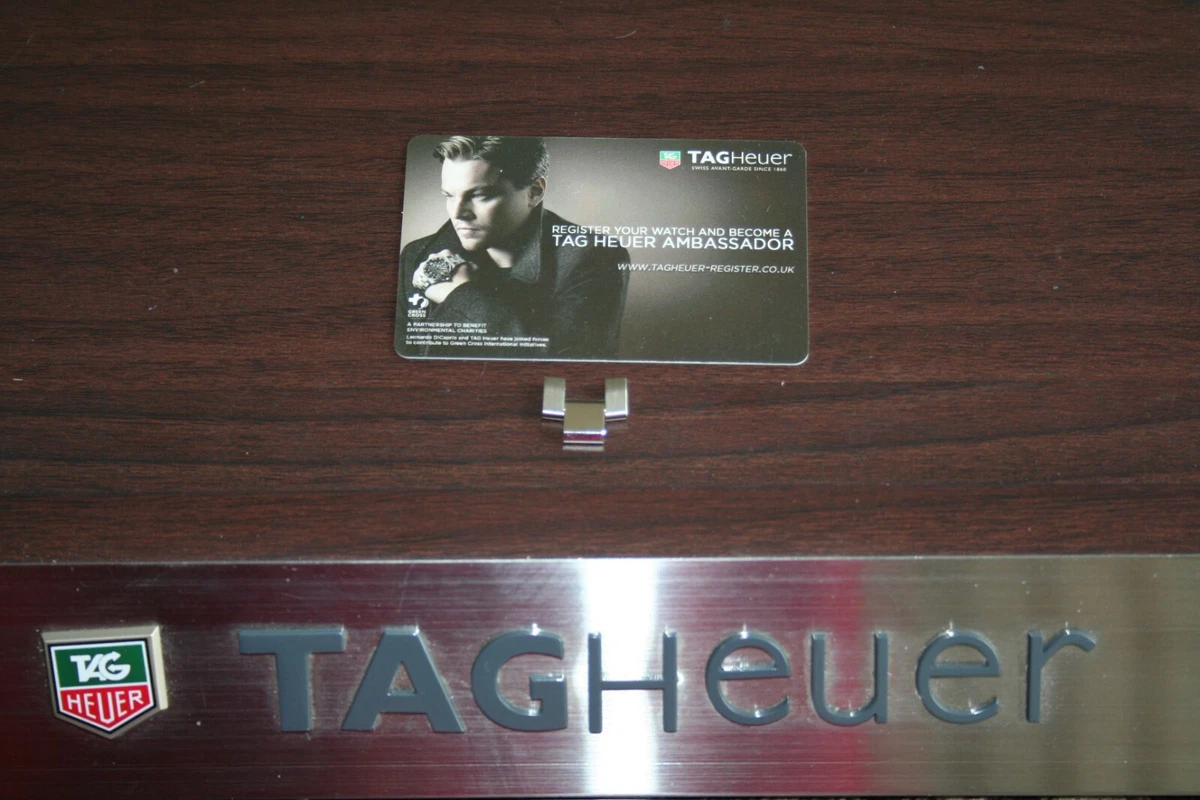 TAG HEUER
TAGHeuer
SWISS AVANT-GARDE SINCE 1860
REGISTER YOUR WATCH AND BECOME A
TAG HEUER AMBASSADOR
WWW.TAGHEUER-REGISTER.CO.UK
GREEN
CROSS
A PARTNERSHIP TO BENEFIT
ENVIRONMENTAL CHARITIES
Leonardo DiCaprio and TAG Heuer have joined forces
to contribute to Green Cross International initiatives.
TAG
HEUER
TAGHeuer